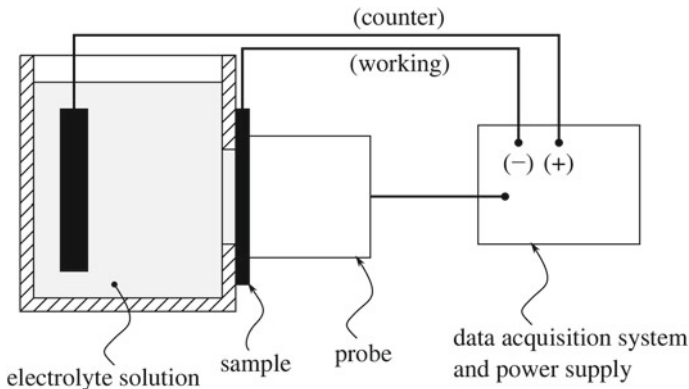 (counter)
(working)
(−) (+)
electrolyte solution
sample
probe
data acquisition system
and power supply